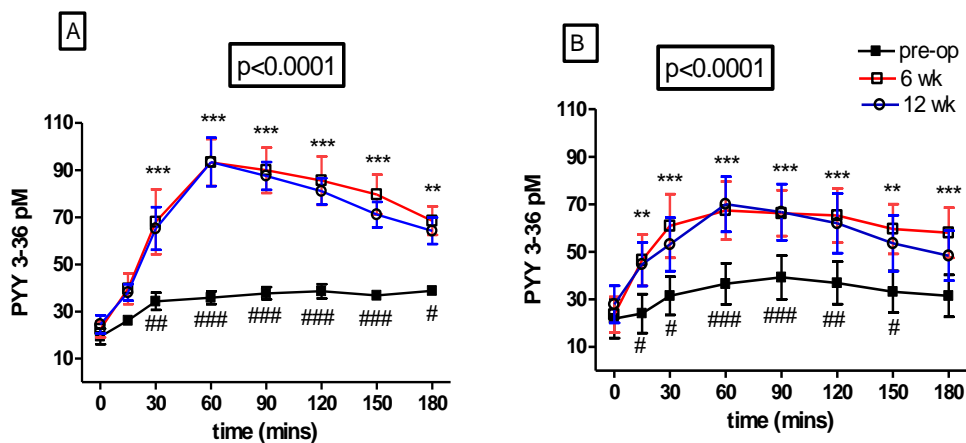 A
p<0.0001
PYY 3-36 pM
110
90
70
50
30
10
*** *** *** *** *** **
## ### ### ### ### #
0 30 60 90 120 150 180
time (mins)
B
p<0.0001
pre-op
6 wk
12 wk
PYY 3-36 pM
110
90
70
50
30
10
** *** *** *** *** ** ***
# # ### ### ## #
0 30 60 90 120 150 180
time (mins)